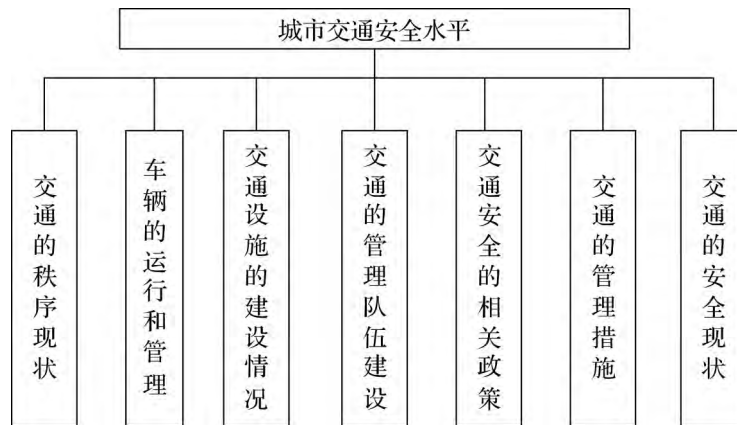 城市交通安全水平
交通的秩序现状
车辆的运行和管理
交通设施的建设情况
交通的管理队伍建设
交通安全的相关政策
交通的管理措施
交通的安全现状